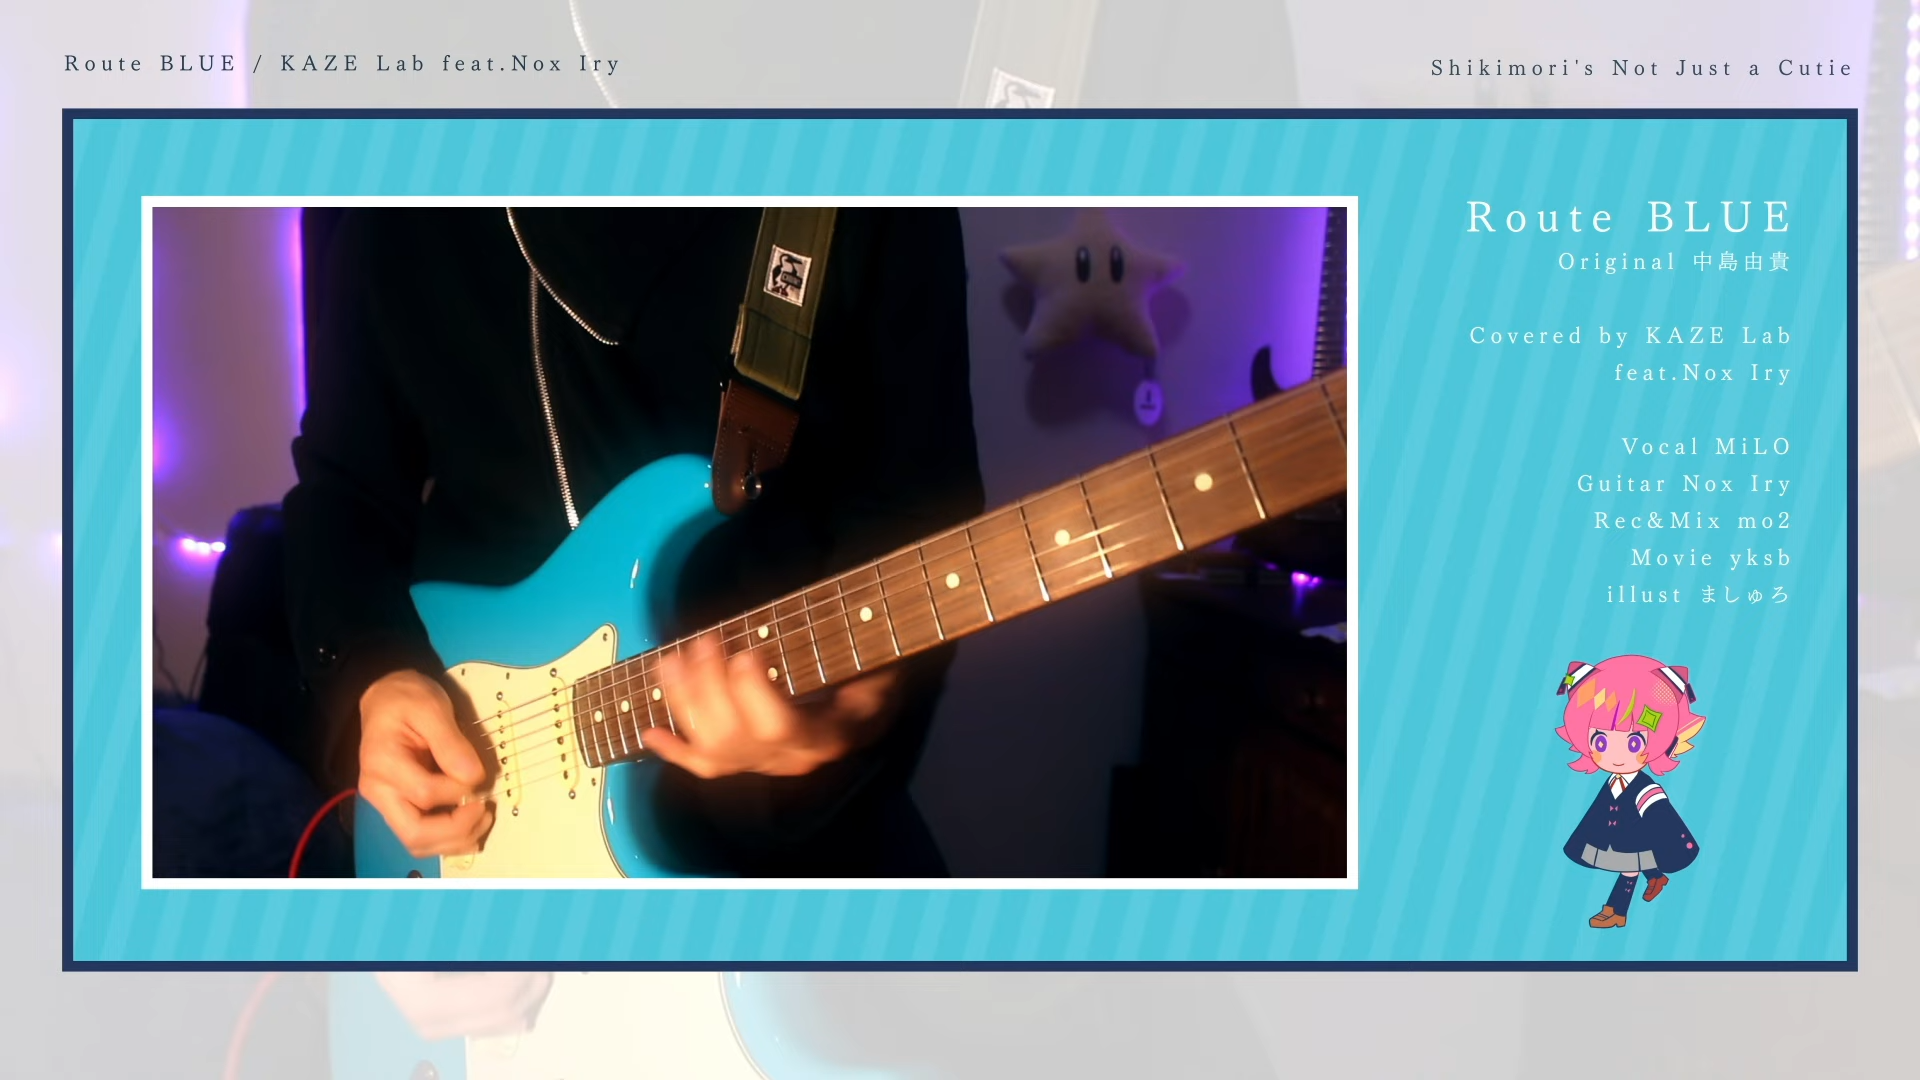 Route BLUE / KAZE Lab feat.Nox Iry
Shikimori's Not Just a Cutie
Route BLUE
Original 中島由貴
Covered by KAZE Lab
feat.Nox Iry
Vocal MiLO
Guitar Nox Iry
Rec&Mix mo2
Movie yksb
illust ましゅろ